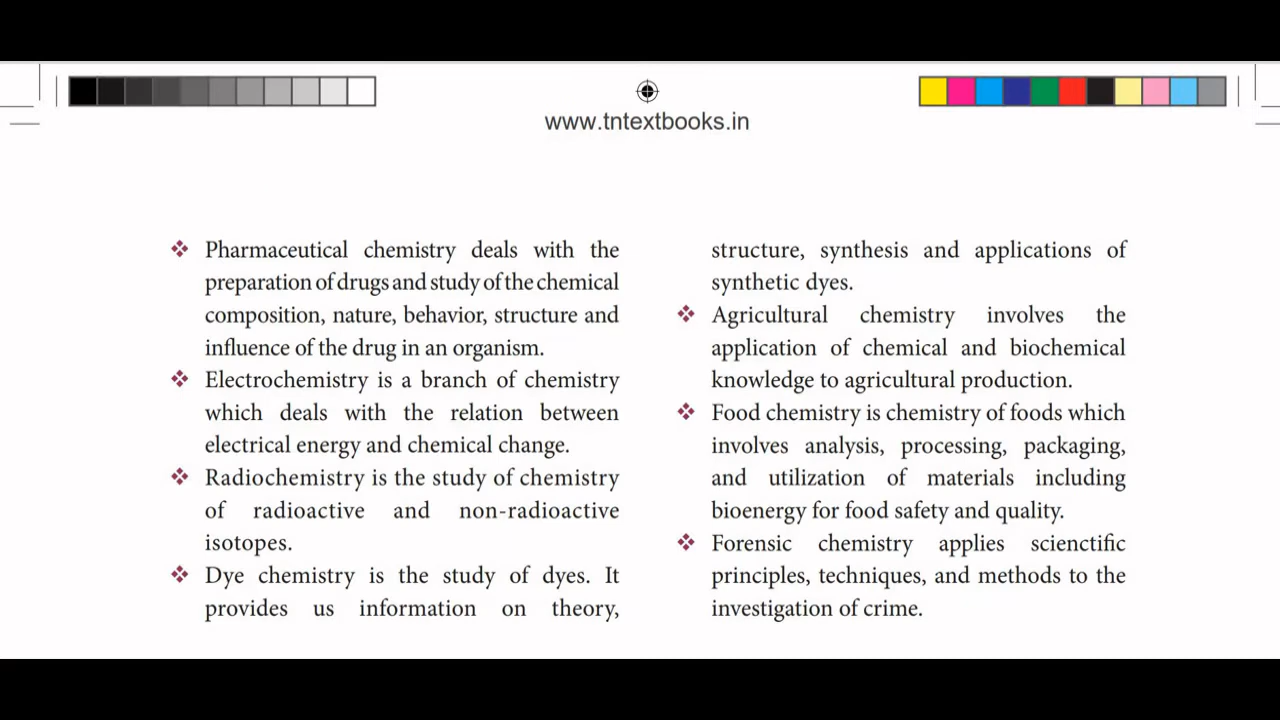 www.tntextbooks.in
❖ Pharmaceutical chemistry deals with the
preparation of drugs and study of the chemical
composition, nature, behavior, structure and
influence of the drug in an organism.
❖ Electrochemistry is a branch of chemistry
which deals with the relation between
electrical energy and chemical change.
❖ Radiochemistry is the study of chemistry
of radioactive and non-radioactive
isotopes.
❖ Dye chemistry is the study of dyes. It
provides us information on theory,
structure, synthesis and applications of
synthetic dyes.
❖ Agricultural chemistry involves the
application of chemical and biochemical
knowledge to agricultural production.
❖ Food chemistry is chemistry of foods which
involves analysis, processing, packaging,
and utilization of materials including
bioenergy for food safety and quality.
❖ Forensic chemistry applies scienctific
principles, techniques, and methods to the
investigation of crime.